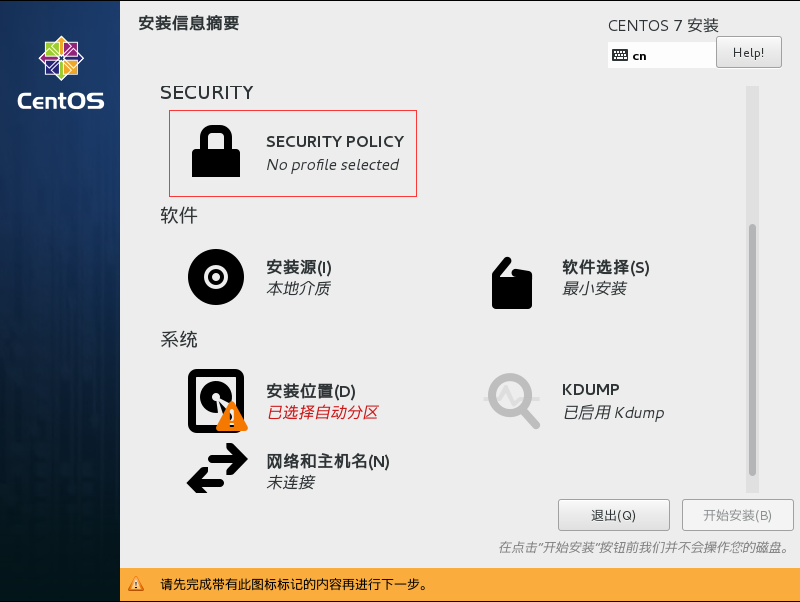 安装信息摘要
CENTOS 7 安装
cn
Help!
CentOS
SECURITY
SECURITY POLICY
No profile selected
软件
安装源(I)
本地介质
软件选择(S)
最小安装
系统
安装位置(D)
已选择自动分区
KDUMP
已启用 Kdump
网络和主机名(N)
未连接
退出(Q)
开始安装(B)
在点击"开始安装"按钮前我们并不会操作您的磁盘。
请先完成带有此图标标记的内容再进行下一步。